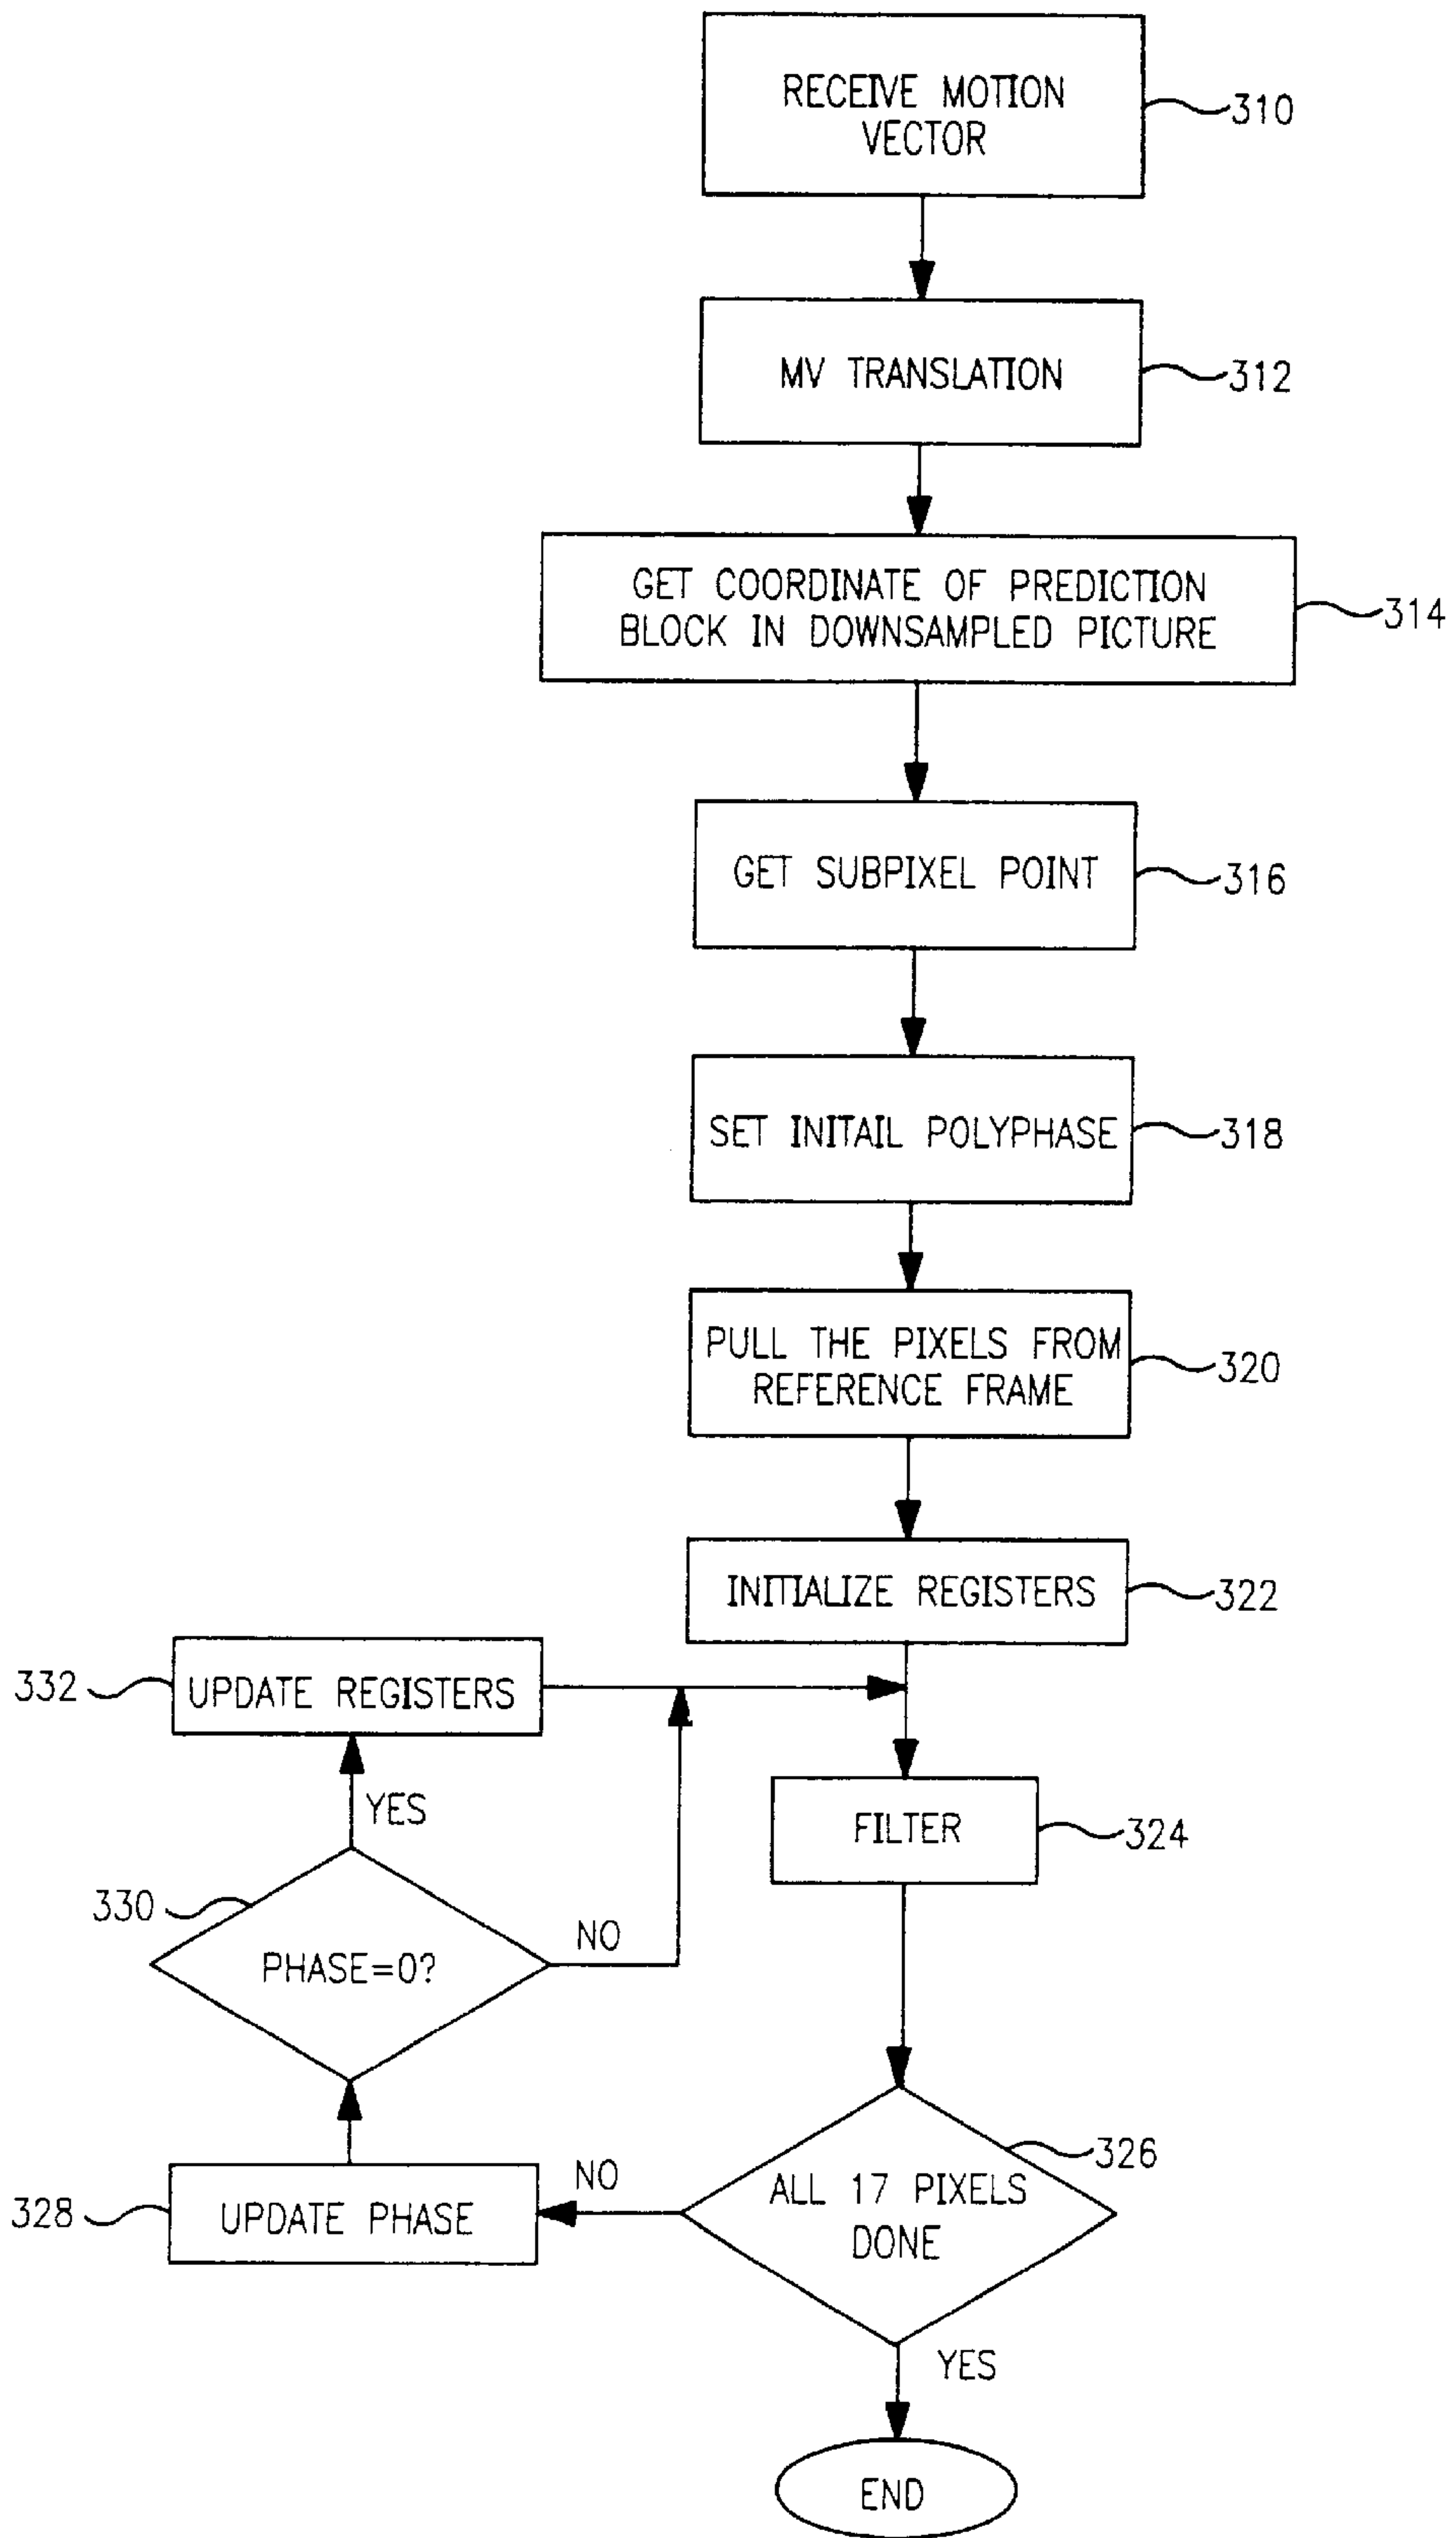 RECEIVE MOTION
VECTOR
310
MV TRANSLATION
312
GET COORDINATE OF PREDICTION
BLOCK IN DOWNSAMPLED PICTURE
314
GET SUBPIXEL POINT
316
SET INITAIL POLYPHASE
318
PULL THE PIXELS FROM
REFERENCE FRAME
320
INITIALIZE REGISTERS
322
332
UPDATE REGISTERS
YES
FILTER
324
330
PHASE=0?
NO
326
ALL 17 PIXELS
DONE
NO
328
UPDATE PHASE
YES
END